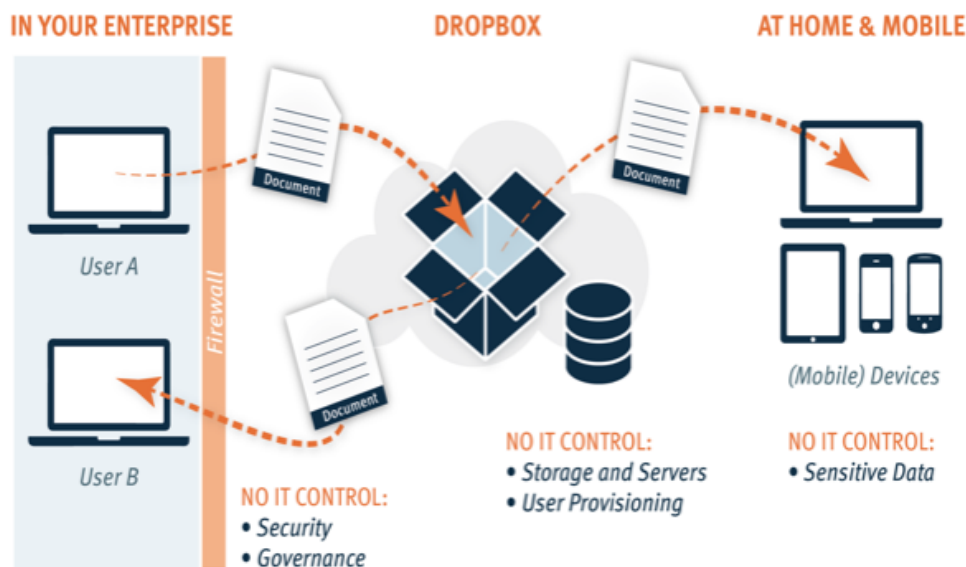 IN YOUR ENTERPRISE
DROPBOX
AT HOME & MOBILE
Document
Document
User A
Firewall
Document
(Mobile) Devices
User B
NO IT CONTROL:
• Security
• Governance
NO IT CONTROL:
• Storage and Servers
• User Provisioning
NO IT CONTROL:
• Sensitive Data